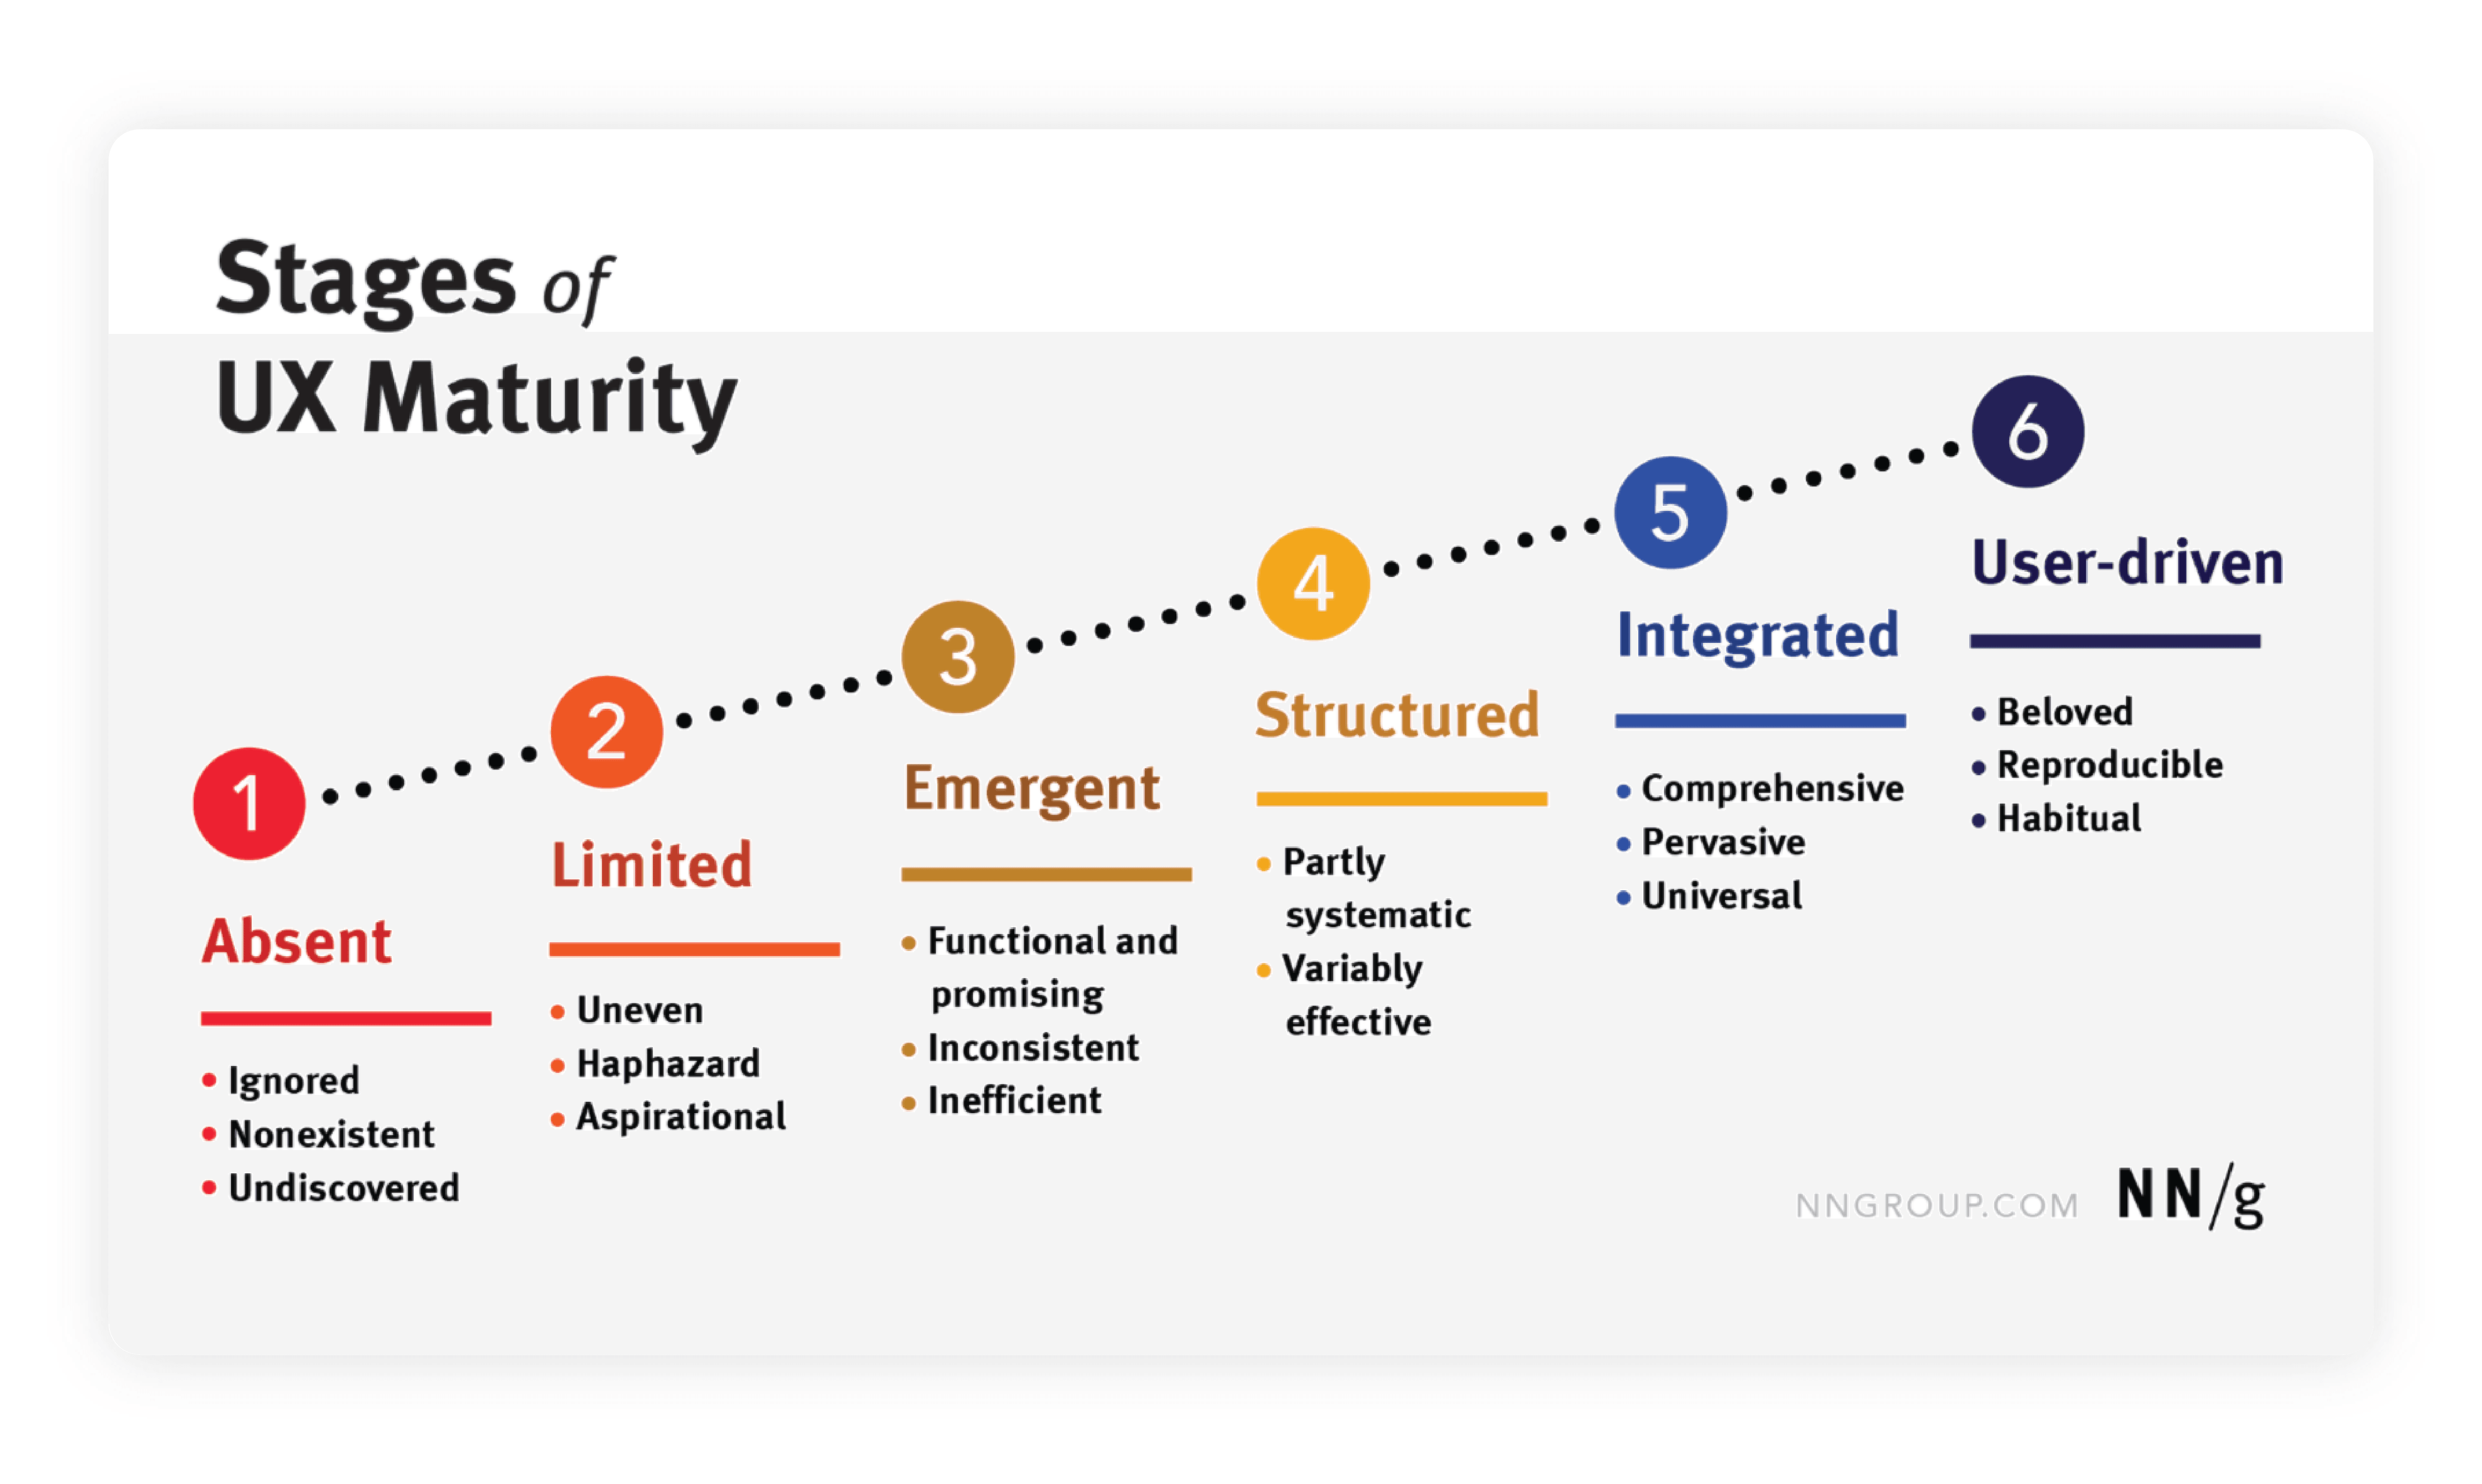 Stages of
UX Maturity
1
Absent
• Ignored
• Nonexistent
• Undiscovered
2
Limited
• Uneven
• Haphazard
• Aspirational
3
Emergent
• Functional and
promising
• Inconsistent
• Inefficient
4
Structured
• Partly
systematic
• Variably
effective
5
Integrated
• Comprehensive
• Pervasive
• Universal
6
User-driven
• Beloved
• Reproducible
• Habitual
NNGROUP.COM NN/g